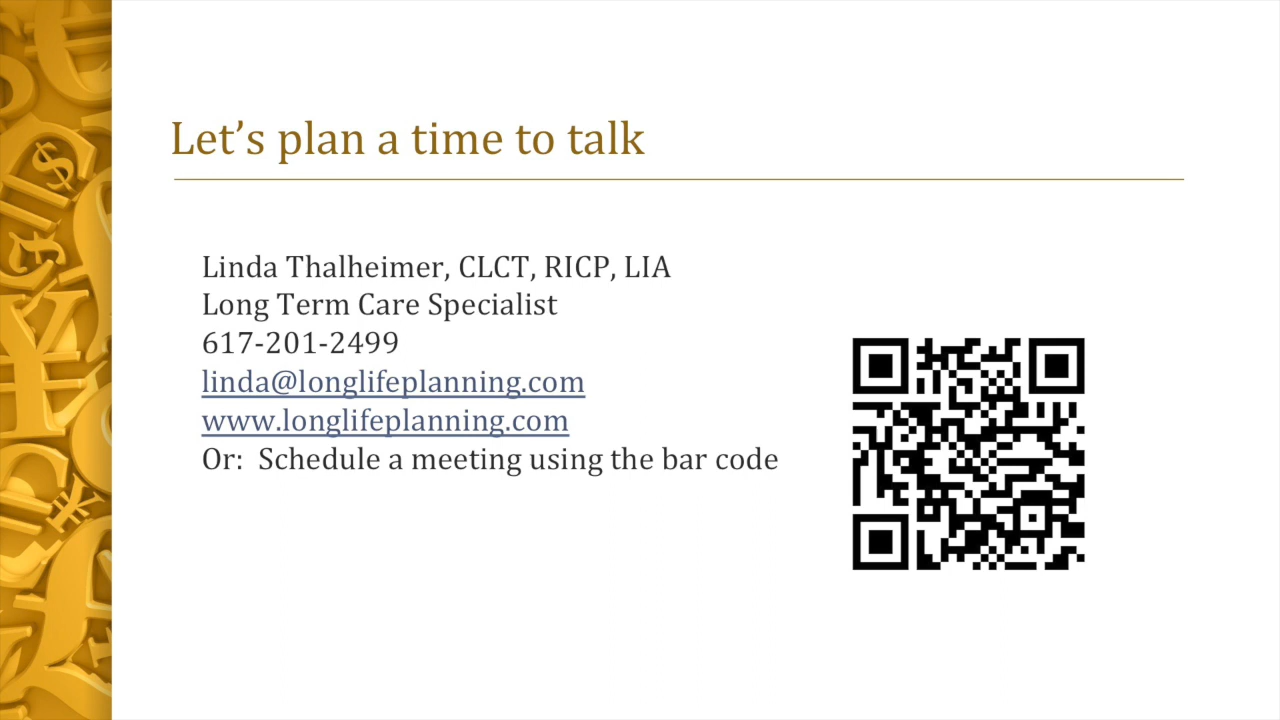 Let’s plan a time to talk
Linda Thalheimer, CLCT, RICP, LIA
Long Term Care Specialist
617-201-2499
linda@longlifeplanning.com
www.longlifeplanning.com
Or:  Schedule a meeting using the bar code